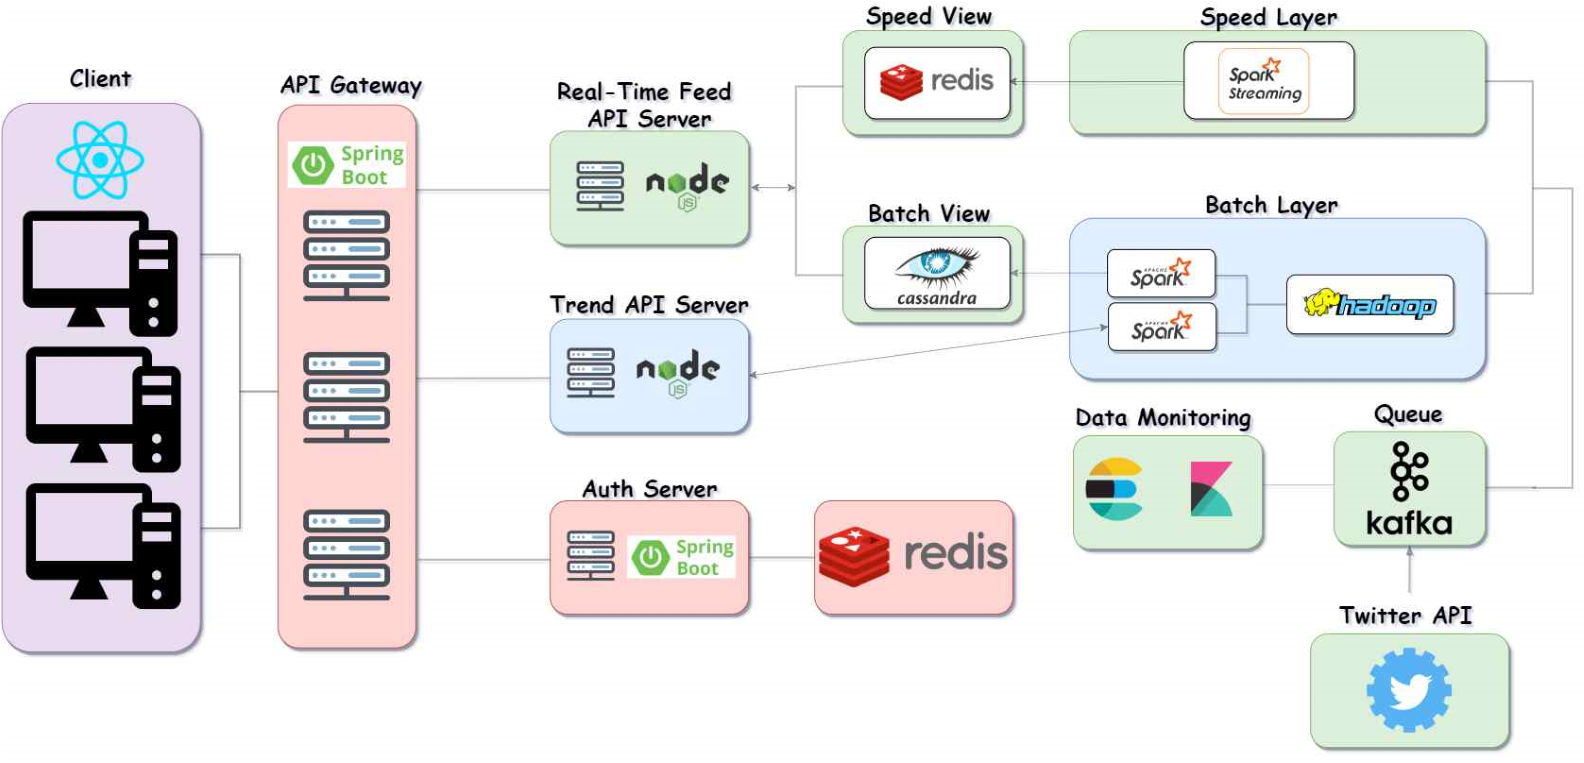 Client
API Gateway
Spring
Boot
Real-Time Feed
API Server
node
JS
Trend API Server
node
JS
Auth Server
Spring
Boot
redis
Speed View
redis
Batch View
cassandra
Speed Layer
Spark
Streaming
Batch Layer
APACHE
Spark
APACHE
Spark
hadoop
Data Monitoring
Queue
kafka
Twitter API